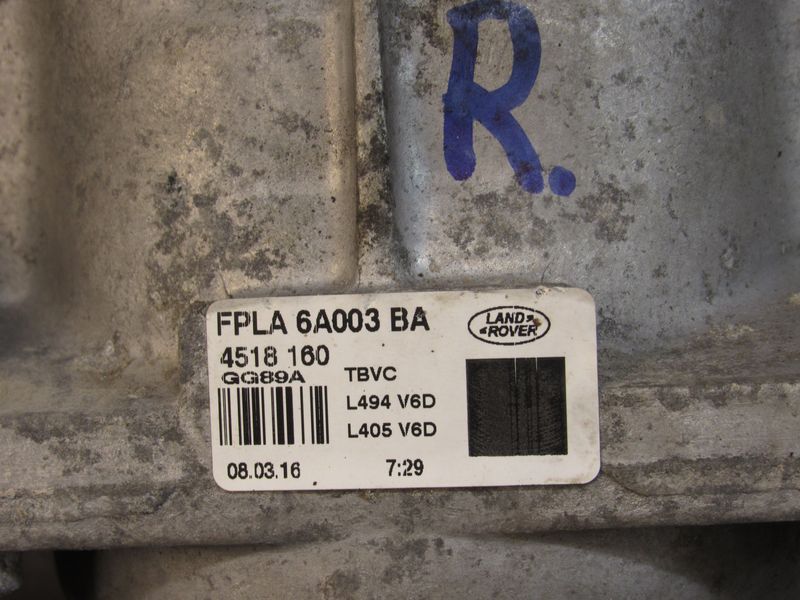 R.
FPLA 6A003 BA
LAND
ROVER
4518 160
GG89A
TBVC
L494 V6D
L405 V6D
08.03.16
7:29